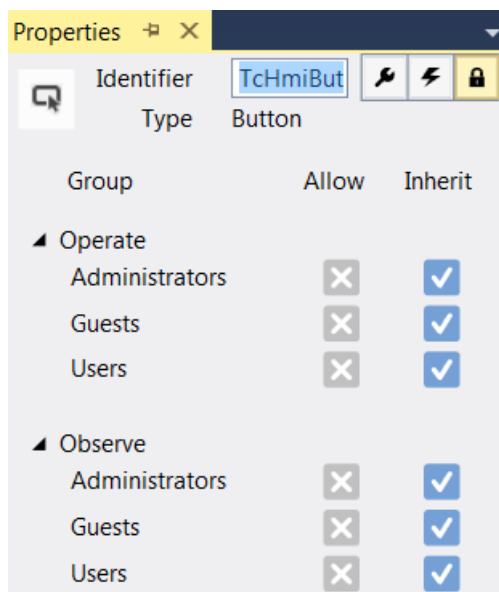 Properties
Identifier TcHmiBut
Type Button
Group Allow Inherit
Operate
Administrators
Guests
Users
Observe
Administrators
Guests
Users